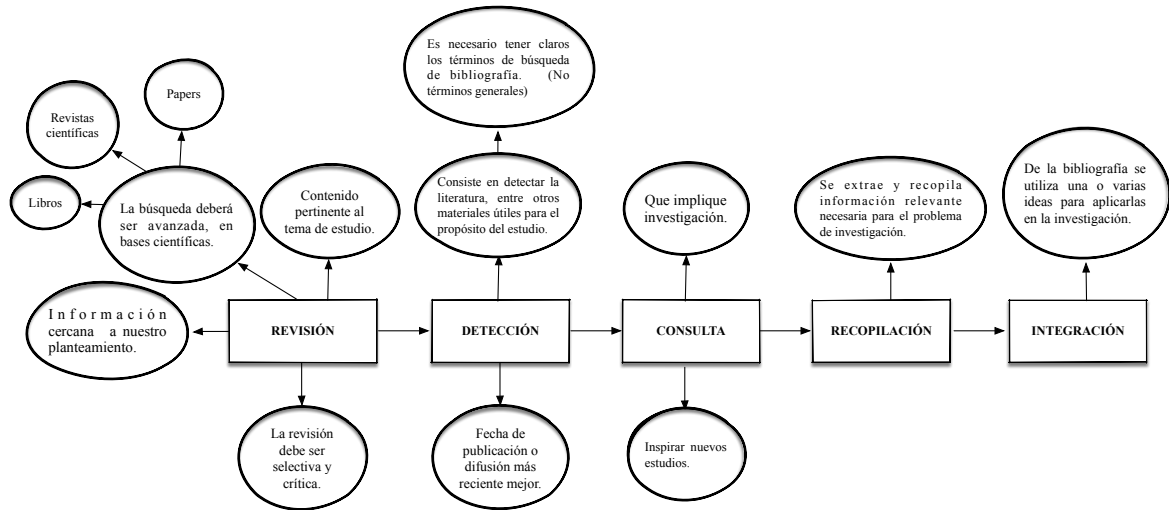 Es necesario tener claros
los términos de búsqueda
de bibliografía. (No
términos generales)
Papers
Revistas
científicas
Libros
La búsqueda deberá
ser avanzada, en
bases científicas.
Contenido
pertinente al
tema de estudio.
Consiste en detectar la
literatura, entre otros
materiales útiles para el
propósito del estudio.
Que implique
investigación.
Se extrae y recopila
información relevante
necesaria para el problema
de investigación.
De la bibliografía se
utiliza una o varias
ideas para aplicarlas
en la investigación.
Información
cercana a nuestro
planteamiento.
REVISIÓN
DETECCIÓN
CONSULTA
RECOPILACIÓN
INTEGRACIÓN
La revisión
debe ser
selectiva y
crítica.
Fecha de
publicación o
difusión más
reciente mejor.
Inspirar nuevos
estudios.